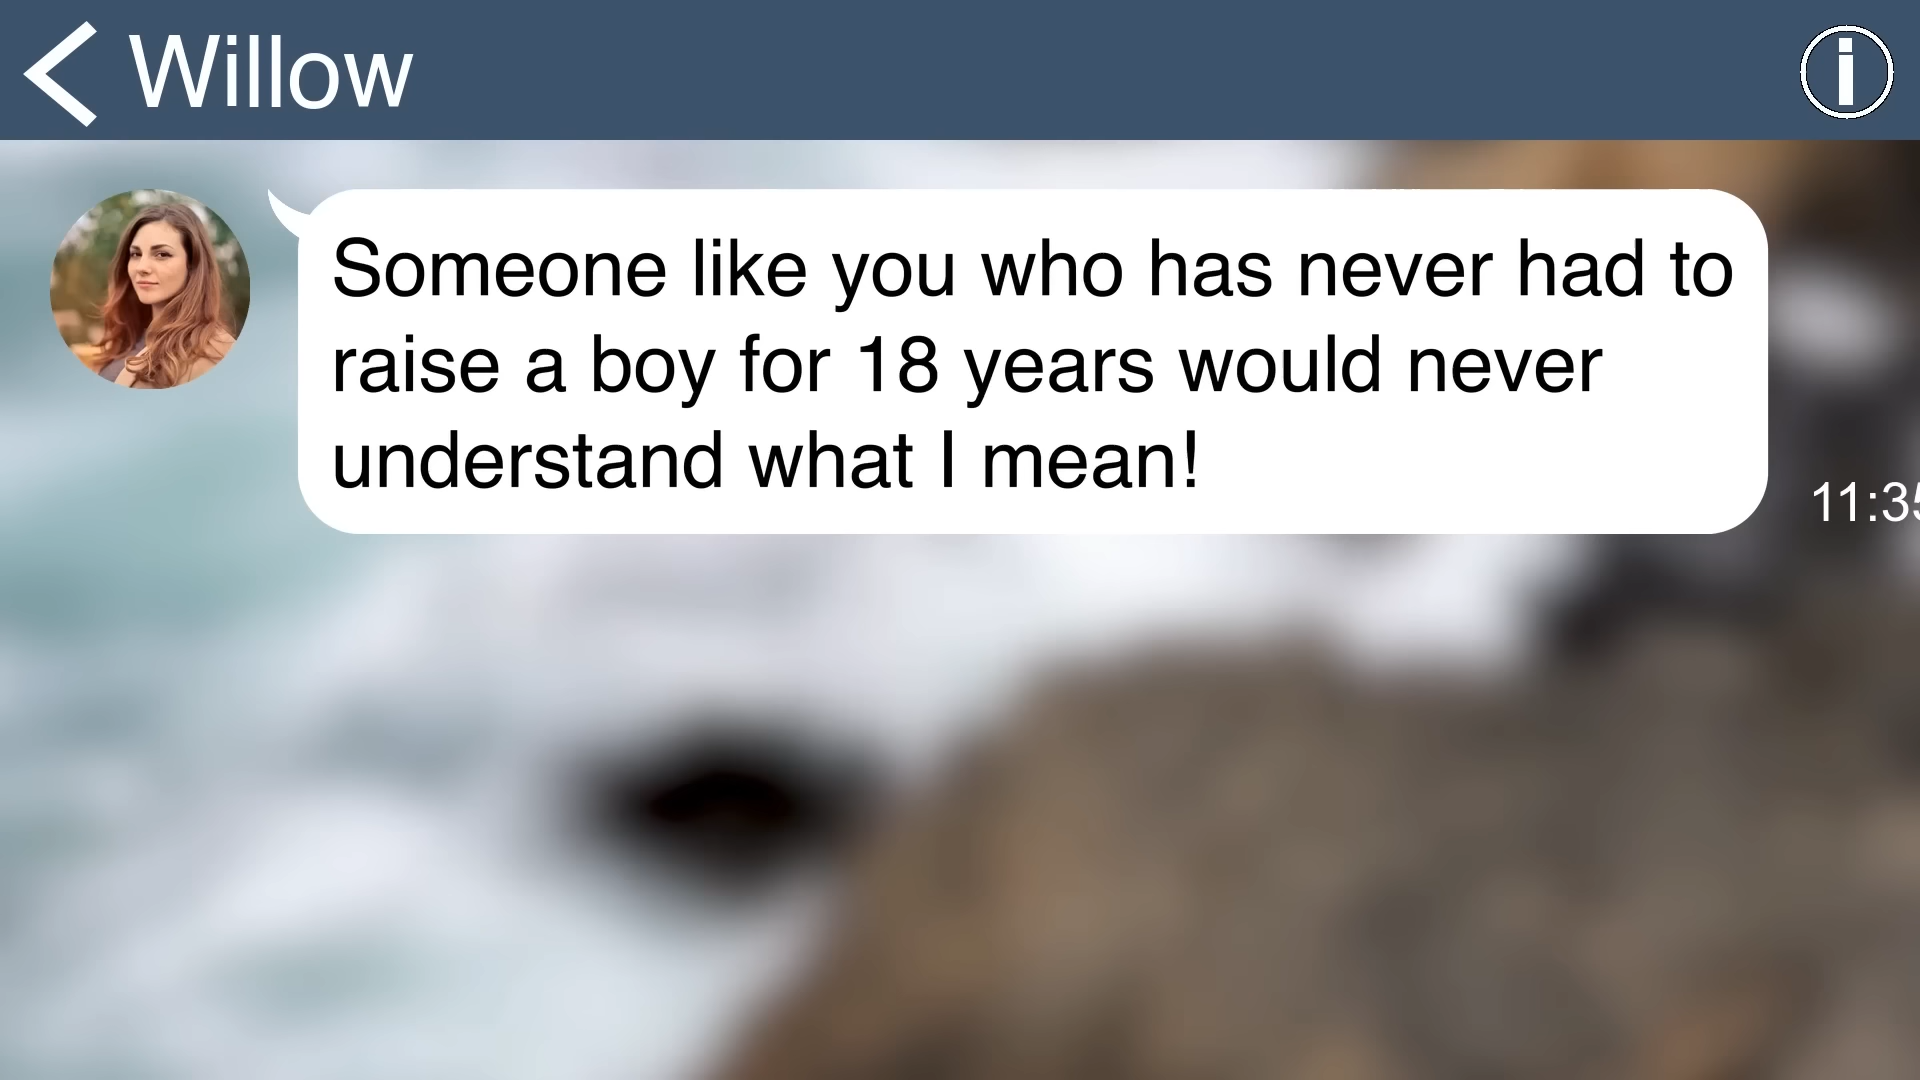 Willow
Someone like you who has never had to
raise a boy for 18 years would never
understand what I mean!